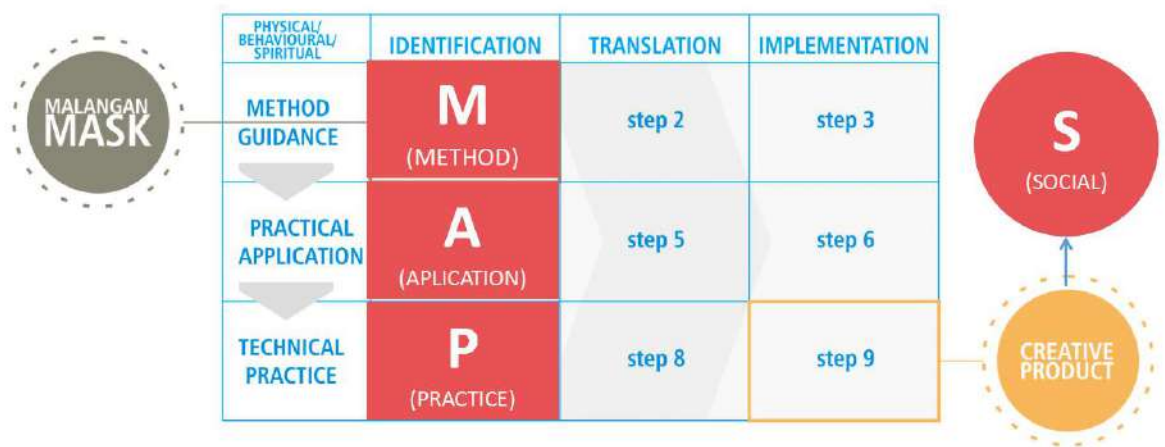 PHYSICAL/
BEHAVIOURAL/
SPIRITUAL
IDENTIFICATION
TRANSLATION
IMPLEMENTATION
MALANGAN
MASK
METHOD
GUIDANCE
M
(METHOD)
step 2
step 3
S
(SOCIAL)
PRACTICAL
APPLICATION
A
(APLICATION)
step 5
step 6
TECHNICAL
PRACTICE
P
(PRACTICE)
step 8
step 9
CREATIVE
PRODUCT